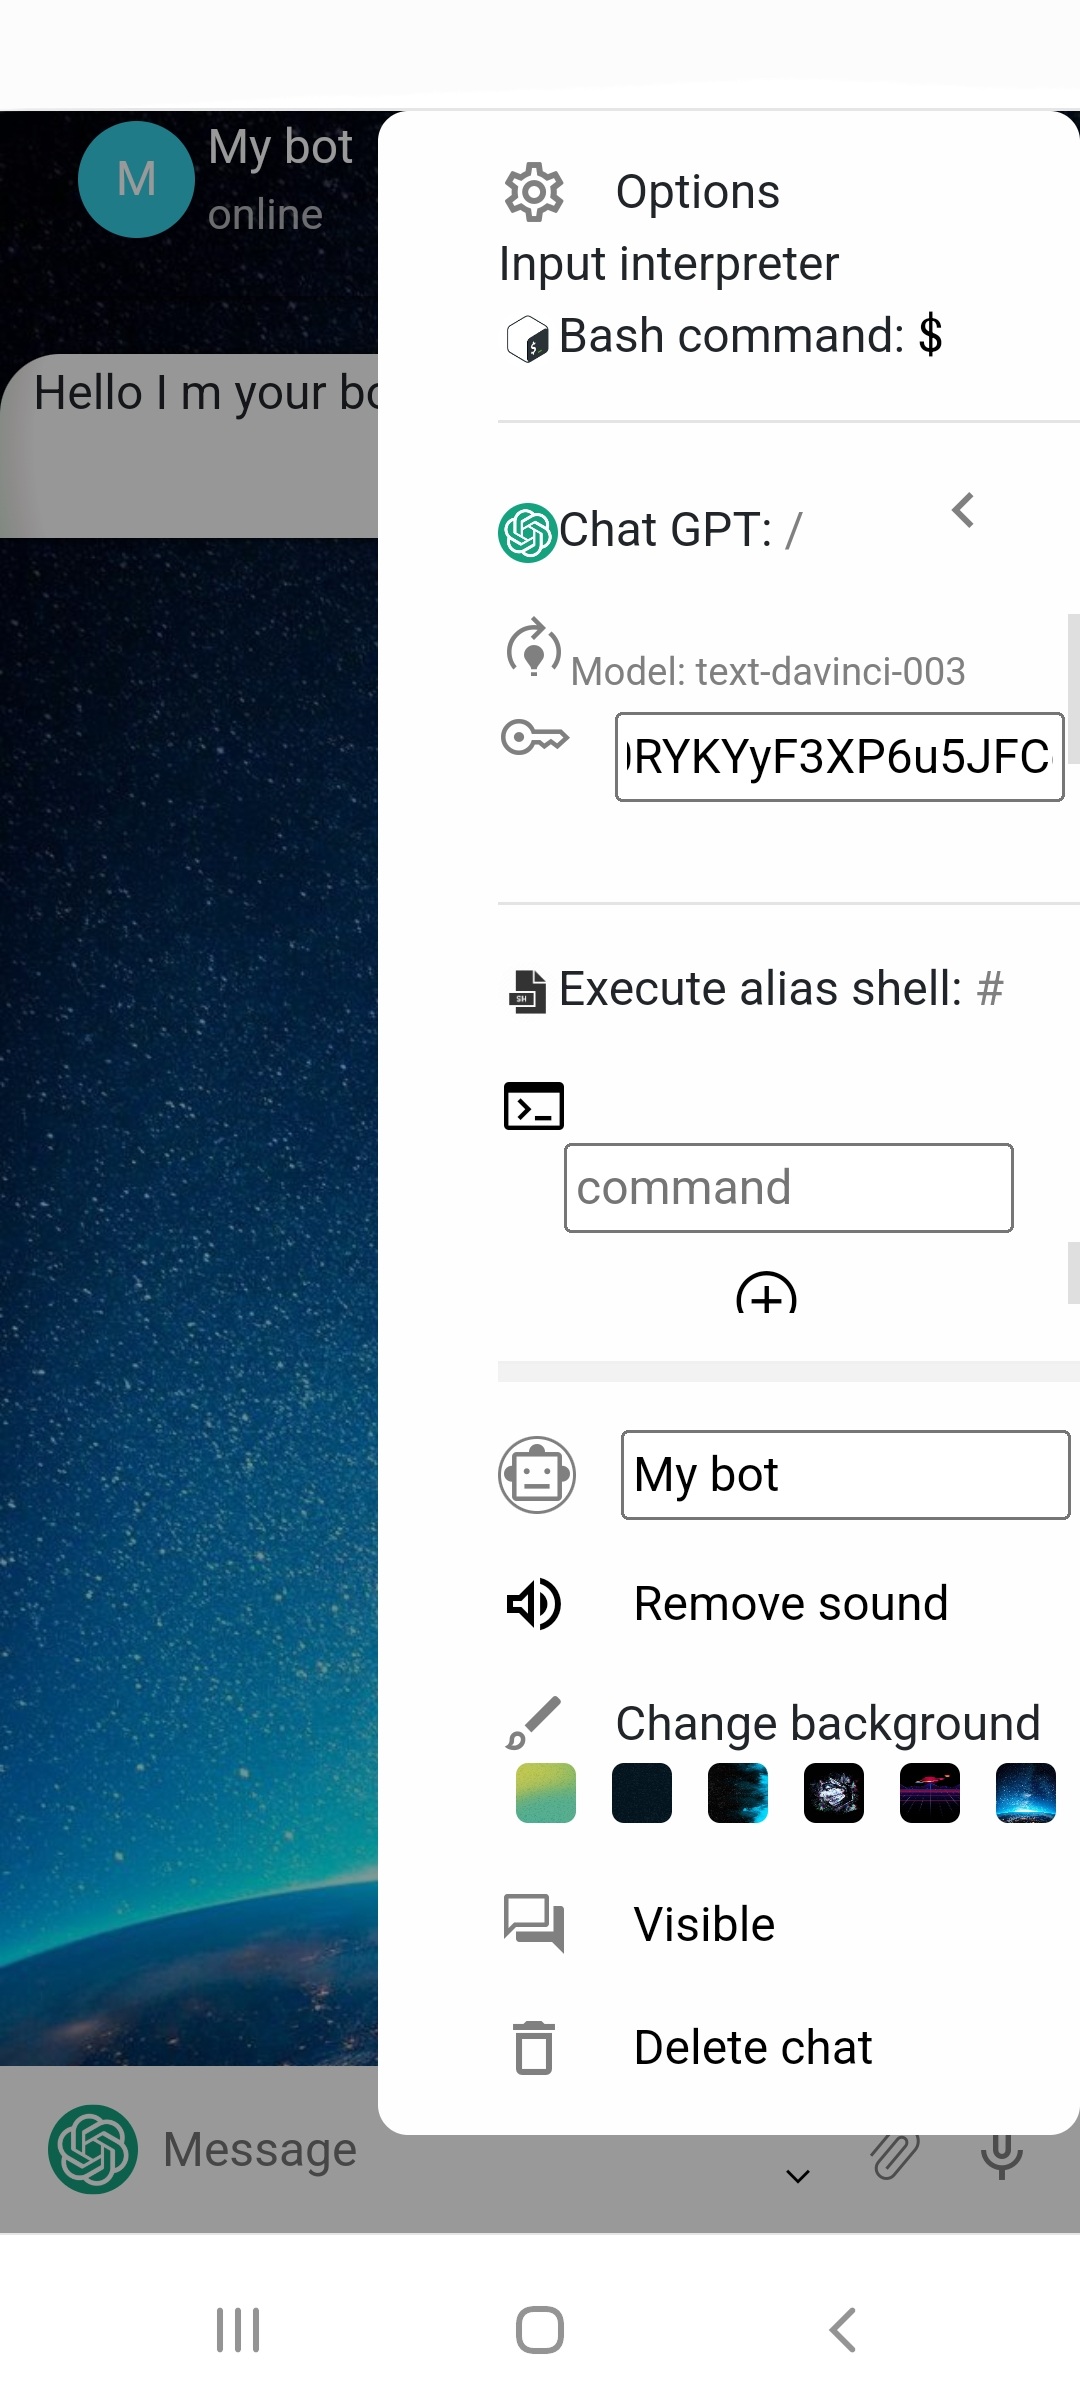 My bot
online
M
Hello I m your
Options
Input interpreter
Bash command: $
Chat GPT: /
Model: text-davinci-003
RYKYyF3XP6u5JFC
Execute alias shell: #
SH
command
My bot
Remove sound
Change background
Visible
Delete chat
Message